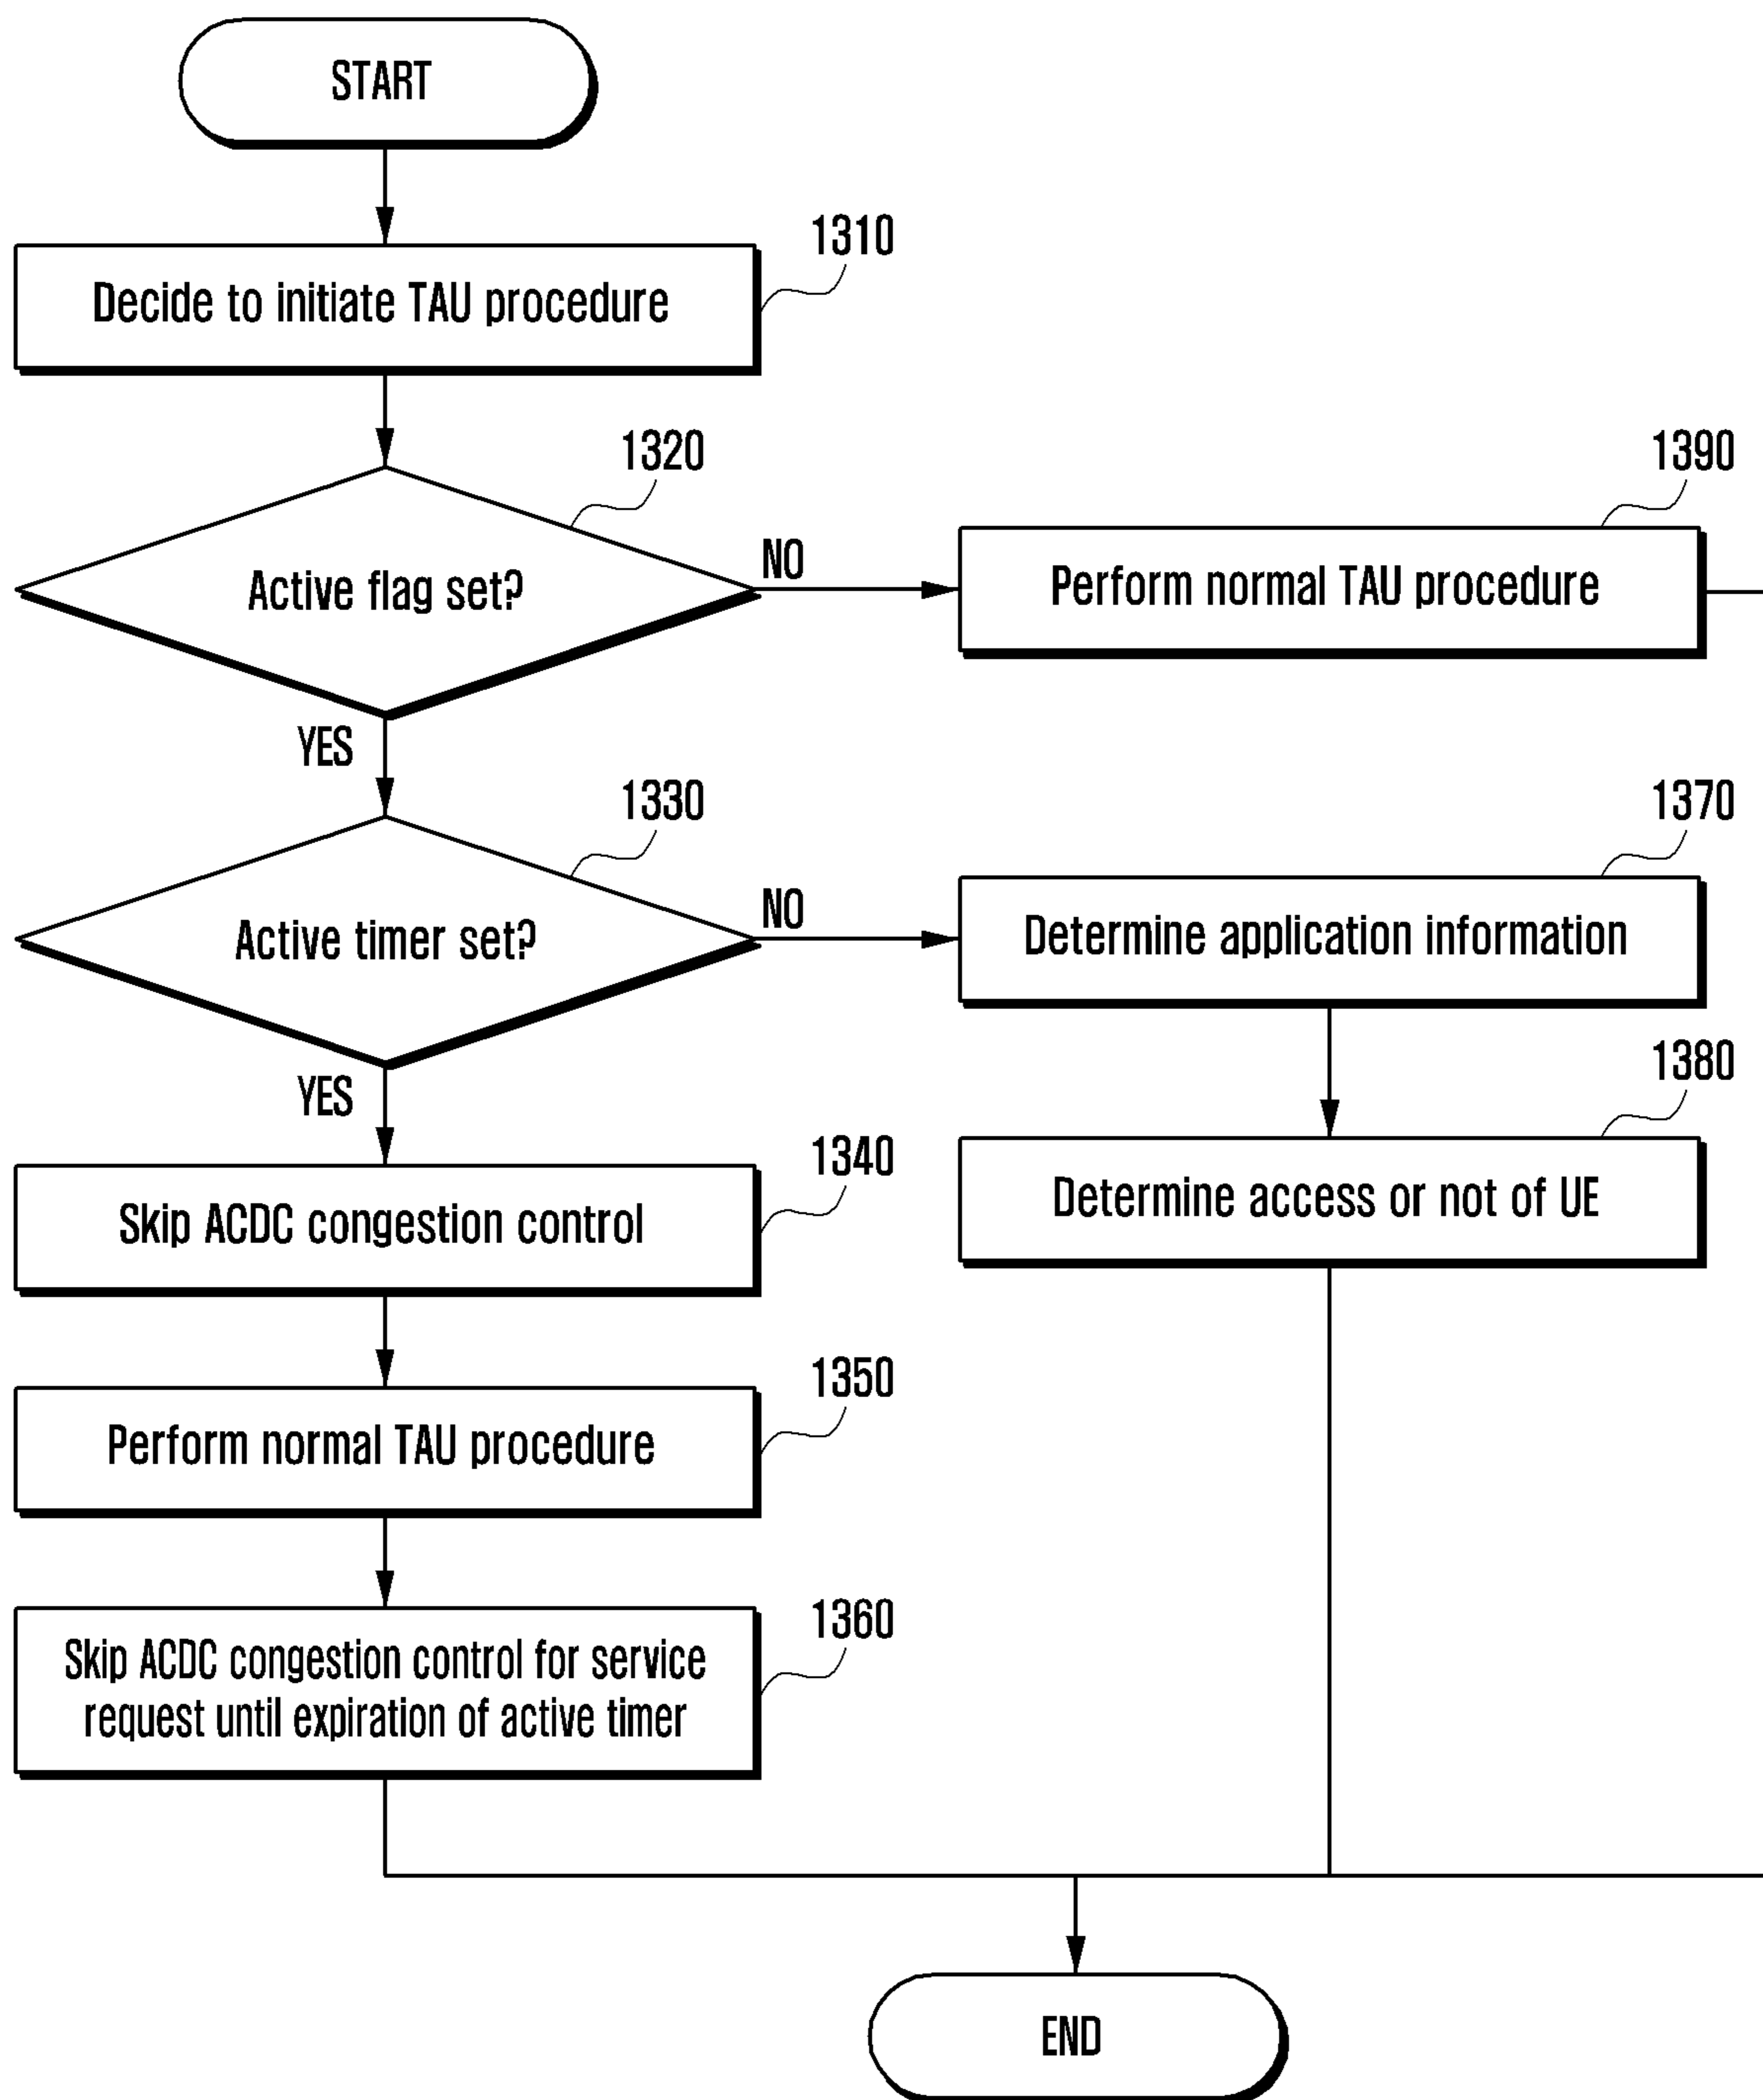 START
1310
Decide to initiate TAU procedure
1320
1390
Active flag set?
NO
Perform normal TAU procedure
YES
1330
1370
Active timer set?
NO
Determine application information
YES
1380
Determine access or not of UE
1340
Skip ACDC congestion control
1350
Perform normal TAU procedure
1360
Skip ACDC congestion control for service
request until expiration of active timer
END